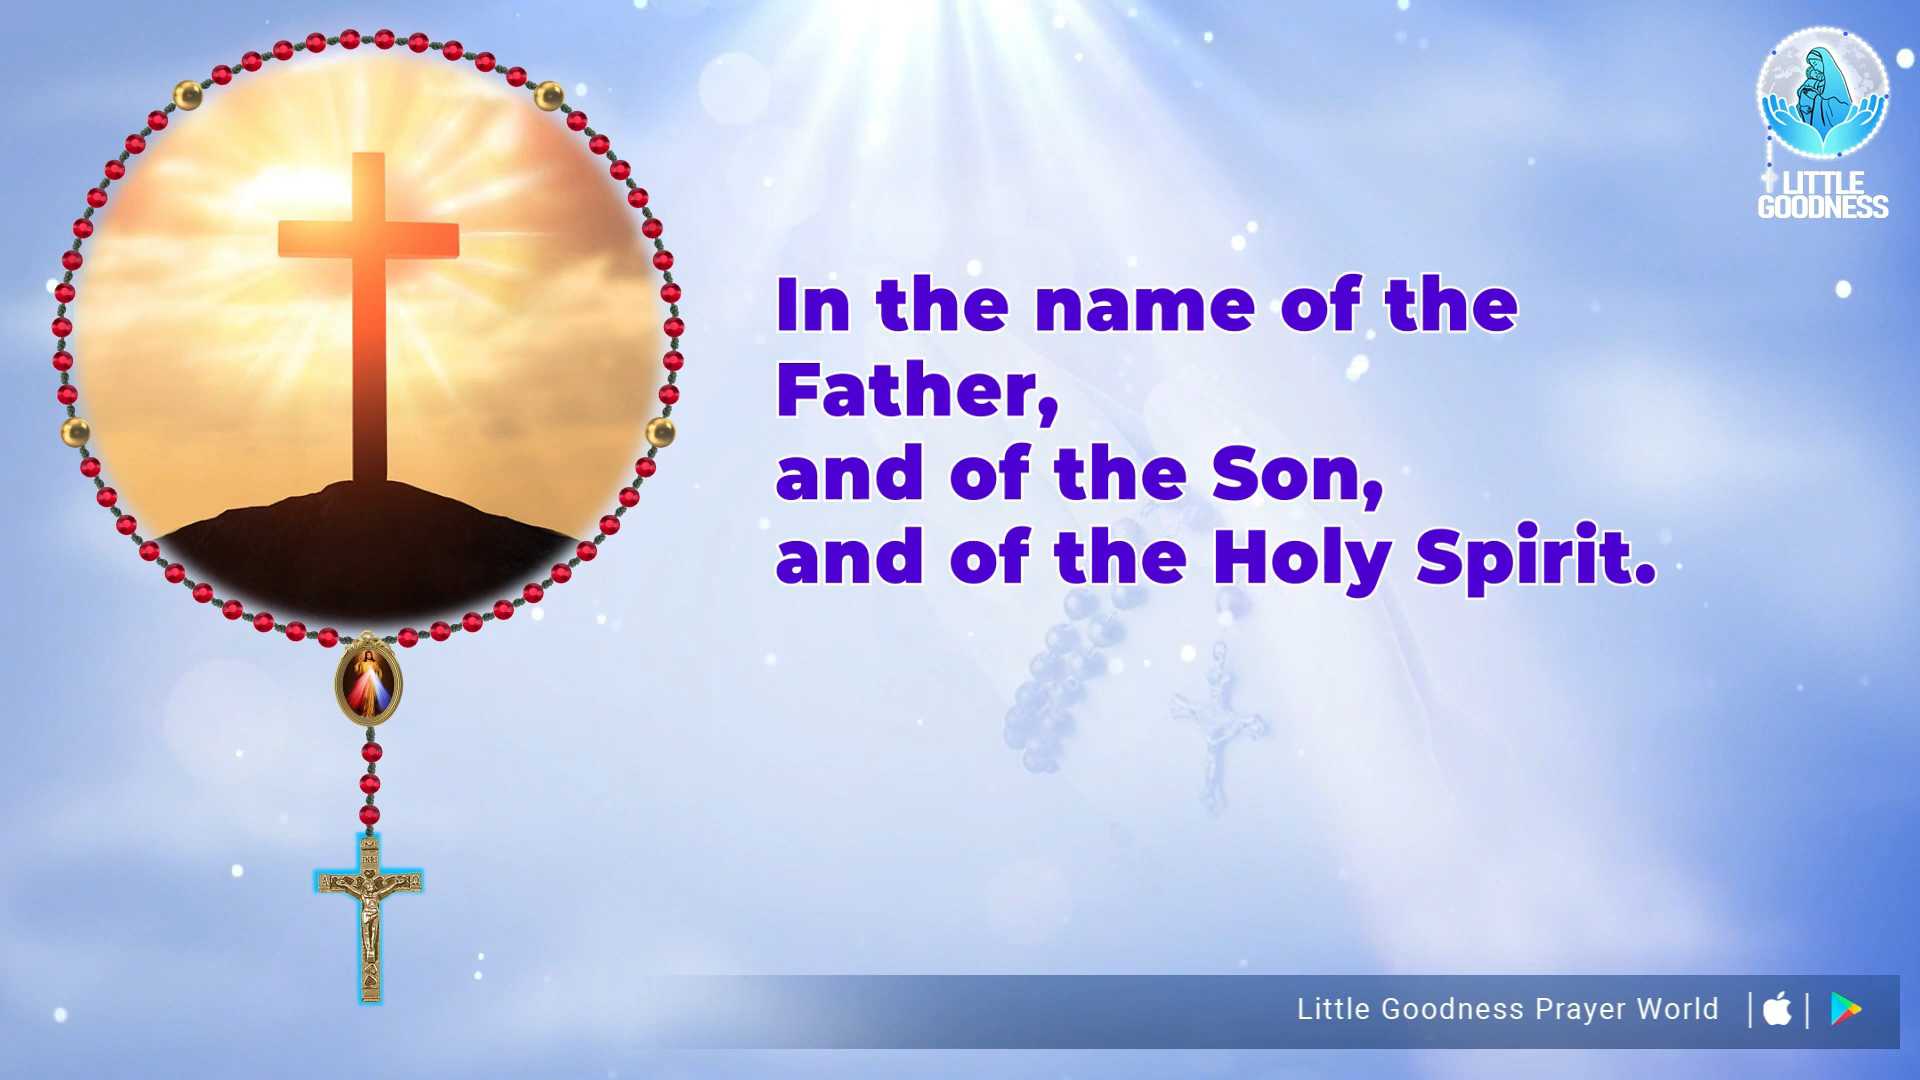 LITTLE
GOODNESS
In the name of the
Father,
and of the Son,
and of the Holy Spirit.
INRI
Little Goodness Prayer World